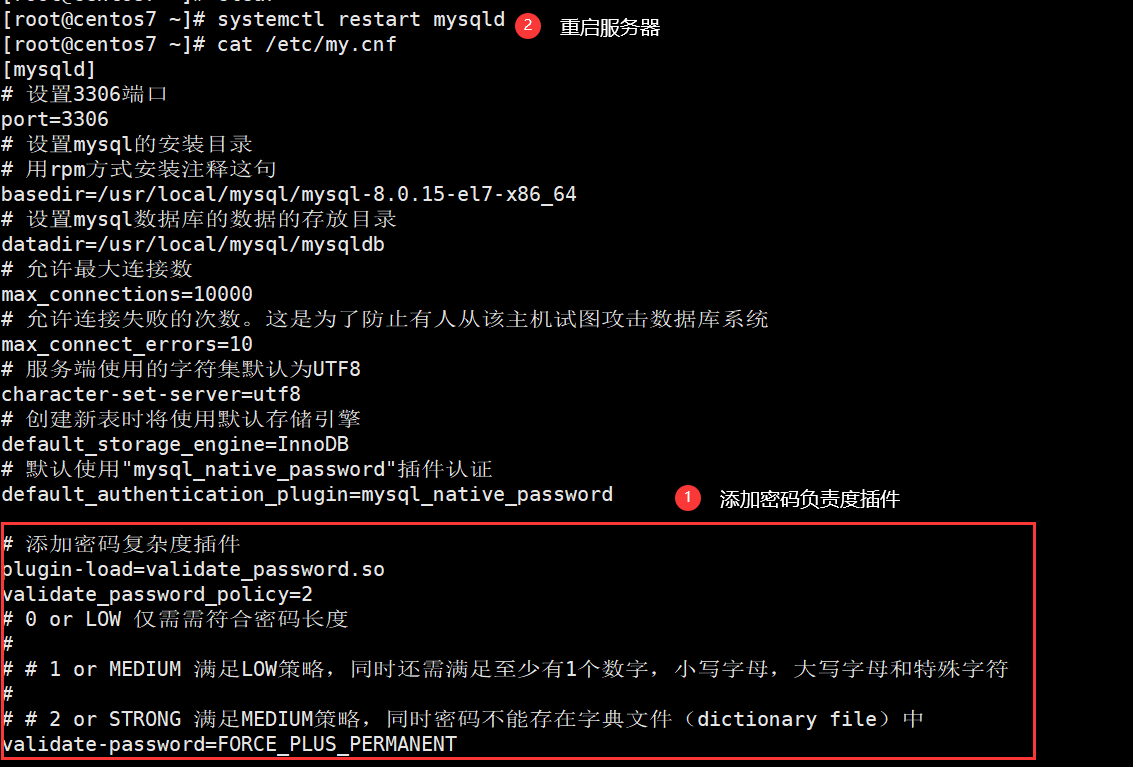 [root@centos7 ~]# systemctl restart mysqld
2 重启服务器
[root@centos7 ~]# cat /etc/my.cnf
[mysqld]
# 设置3306端口
port=3306
# 设置mysql的安装目录
# 用rpm方式安装注释这句
basedir=/usr/local/mysql/mysql-8.0.15-el7-x86_64
# 设置mysql数据库的数据的存放目录
datadir=/usr/local/mysql/mysqldb
# 允许最大连接数
max_connections=10000
# 允许连接失败的次数。这是为了防止有人从该主机试图攻击数据库系统
max_connect_errors=10
# 服务端使用的字符集默认为UTF8
character-set-server=utf8
# 创建新表时将使用默认存储引擎
default_storage_engine=InnoDB
# 默认使用"mysql_native_password"插件认证
default_authentication_plugin=mysql_native_password
1 添加密码负责度插件
# 添加密码复杂度插件
plugin-load=validate_password.so
validate_password_policy=2
# 0 or LOW 仅需需符合密码长度
#
# # 1 or MEDIUM 满足LOW策略，同时还需满足至少有1个数字，小写字母，大写字母和特殊字符
#
# # 2 or STRONG 满足MEDIUM策略，同时密码不能存在字典文件（dictionary file）中
validate-password=FORCE_PLUS_PERMANENT